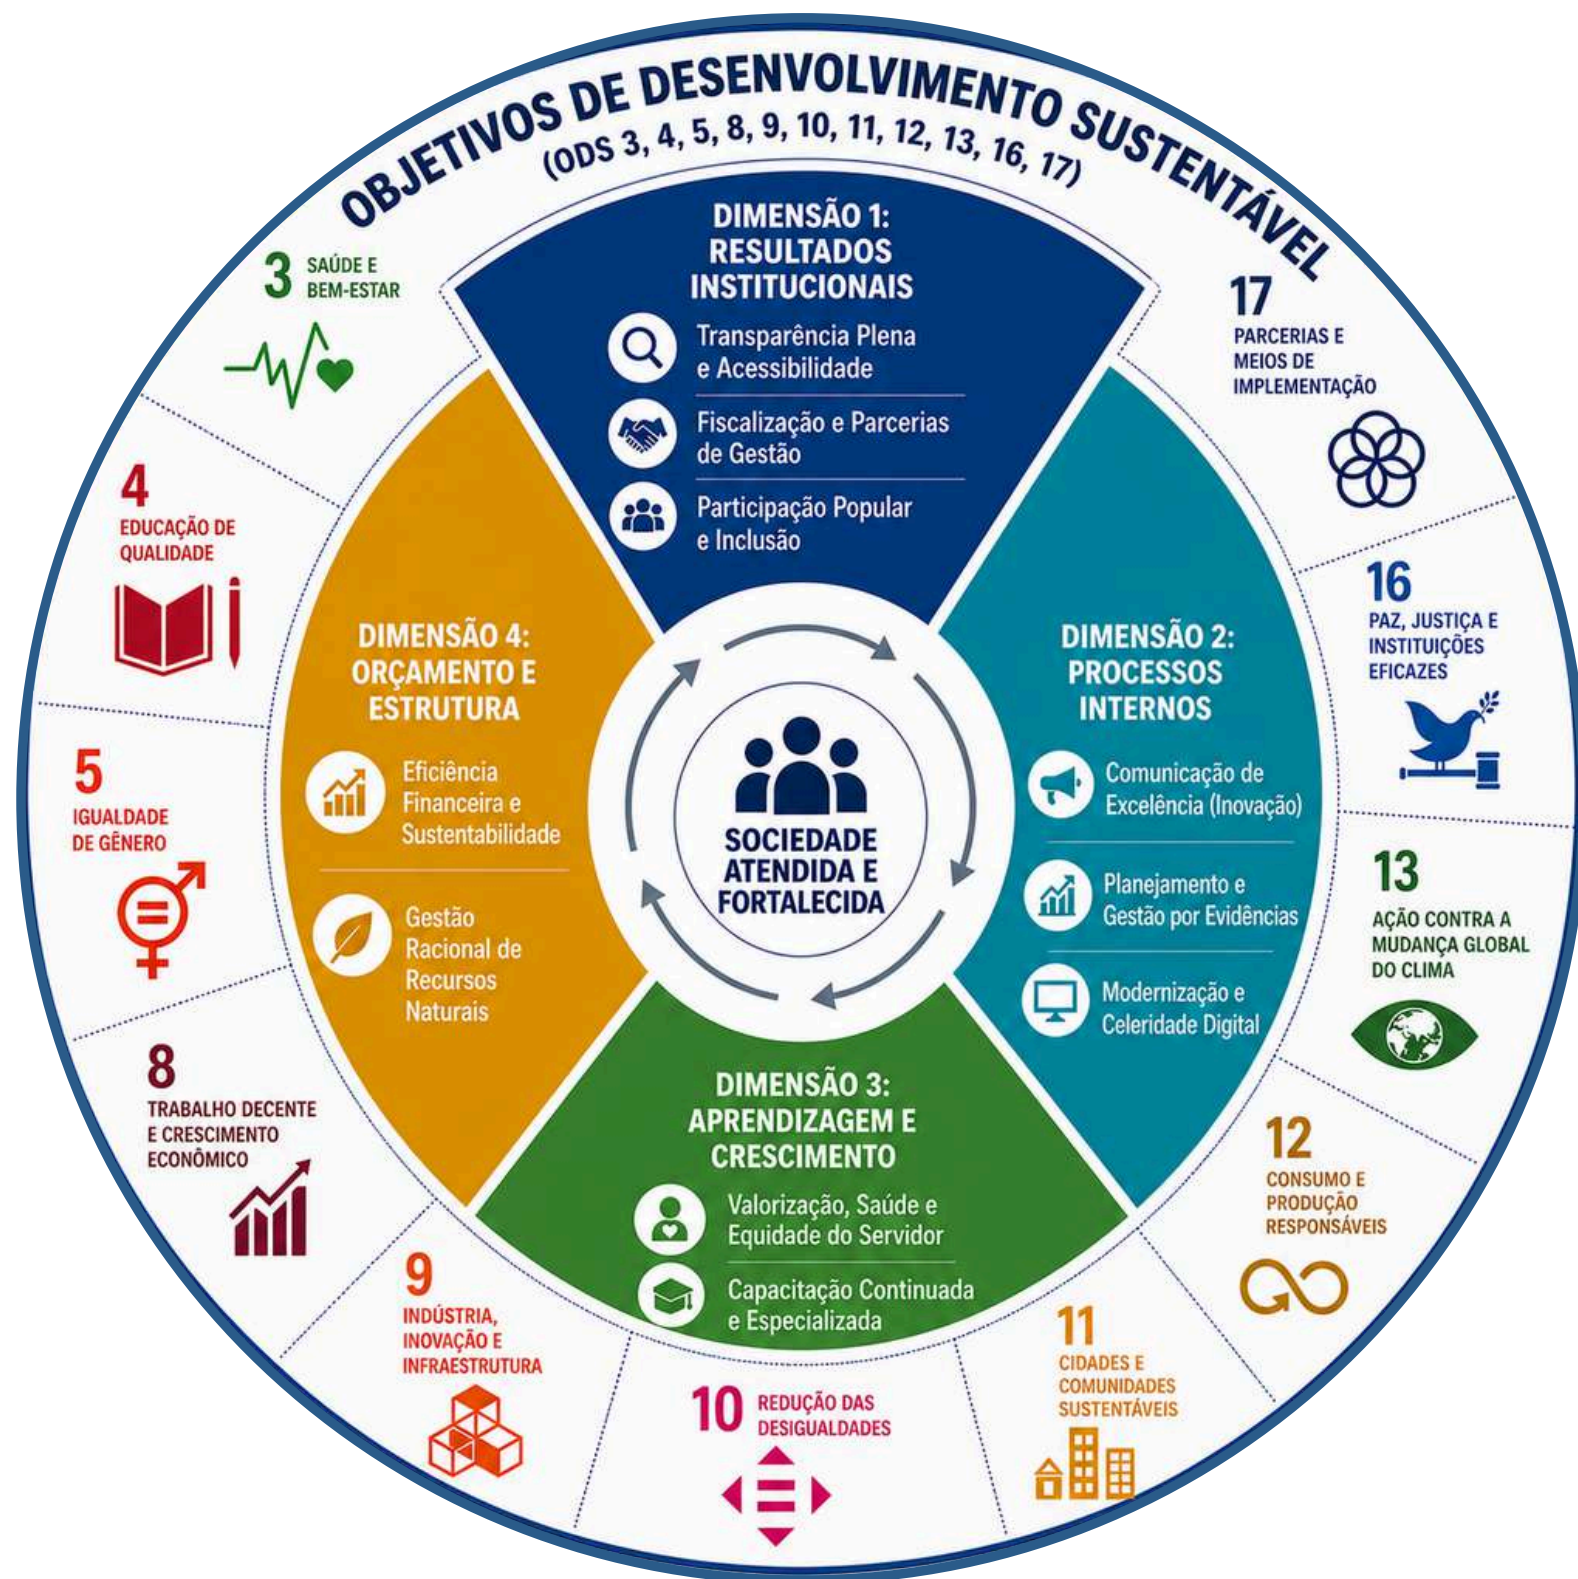 OBJETIVOS DE DESENVOLVIMENTO SUSTENTÁVEL
(ODS 3, 4, 5, 8, 9, 10, 11, 12, 13, 16, 17)
DIMENSÃO 1:
RESULTADOS
INSTITUCIONAIS
Transparência Plena
e Acessibilidade
Fiscalização e Parcerias
de Gestão
Participação Popular
e Inclusão
DIMENSÃO 2:
PROCESSOS
INTERNOS
Comunicação de
Excelência (Inovação)
Planejamento e
Gestão por Evidências
Modernização e
Celeridade Digital
DIMENSÃO 3:
APRENDIZAGEM E
CRESCIMENTO
Valorização, Saúde e
Equidade do Servidor
Capacitação Continuada
e Especializada
DIMENSÃO 4:
ORÇAMENTO E
ESTRUTURA
Eficiência
Financeira e
Sustentabilidade
Gestão
Racional de
Recursos
Naturais
SOCIEDADE
ATENDIDA E
FORTALECIDA
3
SAÚDE E
BEM-ESTAR
4
EDUCAÇÃO DE
QUALIDADE
5
IGUALDADE
DE GÊNERO
8
TRABALHO DECENTE
E CRESCIMENTO
ECONÔMICO
9
INDÚSTRIA,
INOVAÇÃO E
INFRAESTRUTURA
10
REDUÇÃO DAS
DESIGUALDADES
11
CIDADES E
COMUNIDADES
SUSTENTÁVEIS
12
CONSUMO E
PRODUÇÃO
RESPONSÁVEIS
13
AÇÃO CONTRA A
MUDANÇA GLOBAL
DO CLIMA
16
PAZ, JUSTIÇA E
INSTITUIÇÕES
EFICAZES
17
PARCERIAS E
MEIOS DE
IMPLEMENTAÇÃO